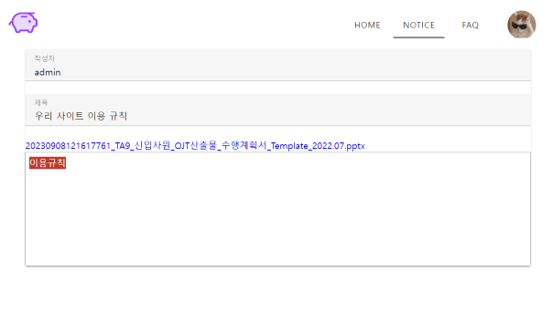 HOME NOTICE FAQ
작성자
admin
제목
우리 사이트 이용 규칙
20230908121617761_TA9_신입사원_OJT산출물_수행계획서_Template_2022.07.pptx
이용규칙